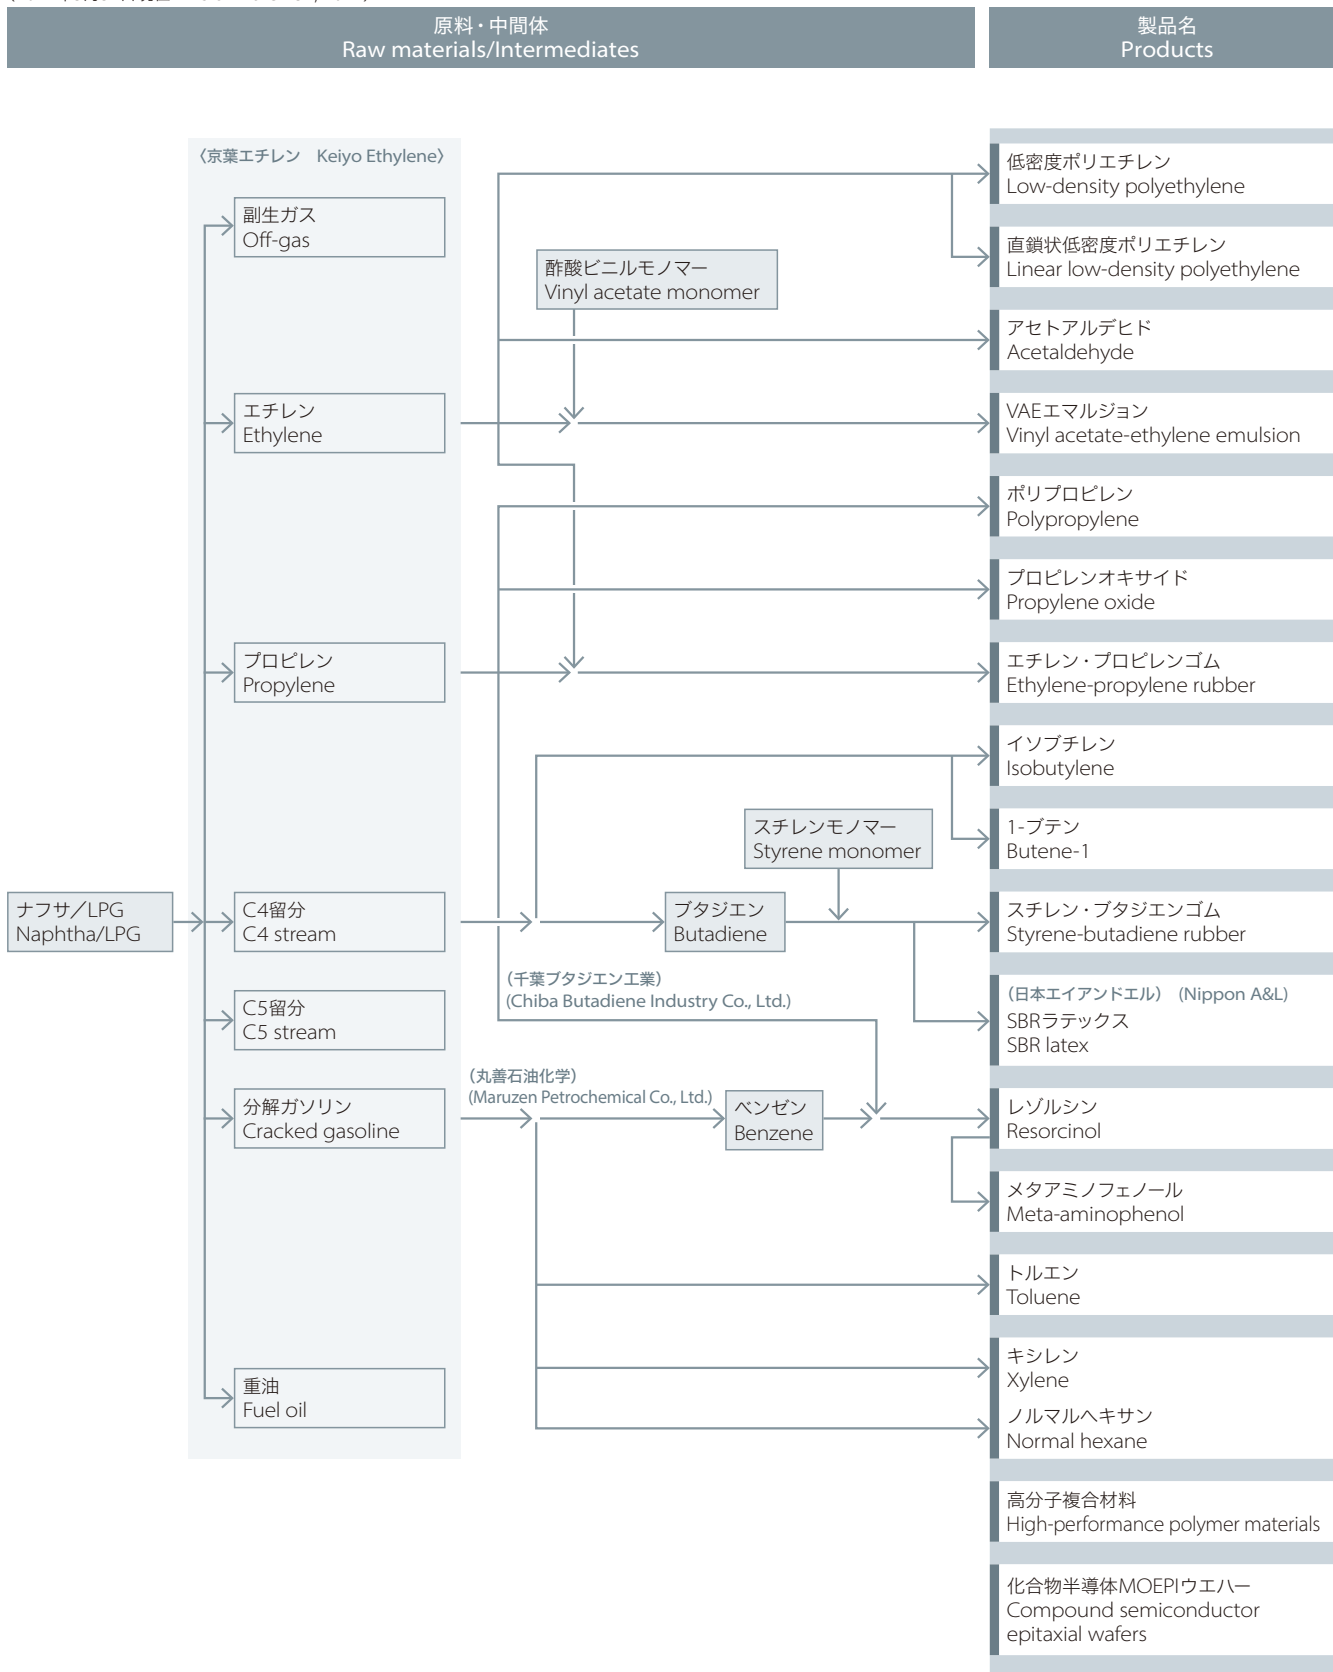 原料・中間体
Raw materials/Intermediates
製品名
Products
〈京葉エチレン Keiyo Ethylene〉
副生ガス
Off-gas
酢酸ビニルモノマー
Vinyl acetate monomer
エチレン
Ethylene
プロピレン
Propylene
スチレンモノマー
Styrene monomer
ナフサ／LPG
Naphtha/LPG
C4留分
C4 stream
ブタジエン
Butadiene
（千葉ブタジエン工業）
(Chiba Butadiene Industry Co., Ltd.)
C5留分
C5 stream
（丸善石油化学）
(Maruzen Petrochemical Co., Ltd.)
分解ガソリン
Cracked gasoline
ベンゼン
Benzene
重油
Fuel oil
低密度ポリエチレン
Low-density polyethylene
直鎖状低密度ポリエチレン
Linear low-density polyethylene
アセトアルデヒド
Acetaldehyde
VAEエマルジョン
Vinyl acetate-ethylene emulsion
ポリプロピレン
Polypropylene
プロピレンオキサイド
Propylene oxide
エチレン・プロピレンゴム
Ethylene-propylene rubber
イソブチレン
Isobutylene
1-ブテン
Butene-1
スチレン・ブタジエンゴム
Styrene-butadiene rubber
（日本エイアンドエル） (Nippon A&L)
SBRラテックス
SBR latex
レゾルシン
Resorcinol
メタアミノフェノール
Meta-aminophenol
トルエン
Toluene
キシレン
Xylene
ノルマルヘキサン
Normal hexane
高分子複合材料
High-performance polymer materials
化合物半導体MOEPIウエハー
Compound semiconductor
epitaxial wafers